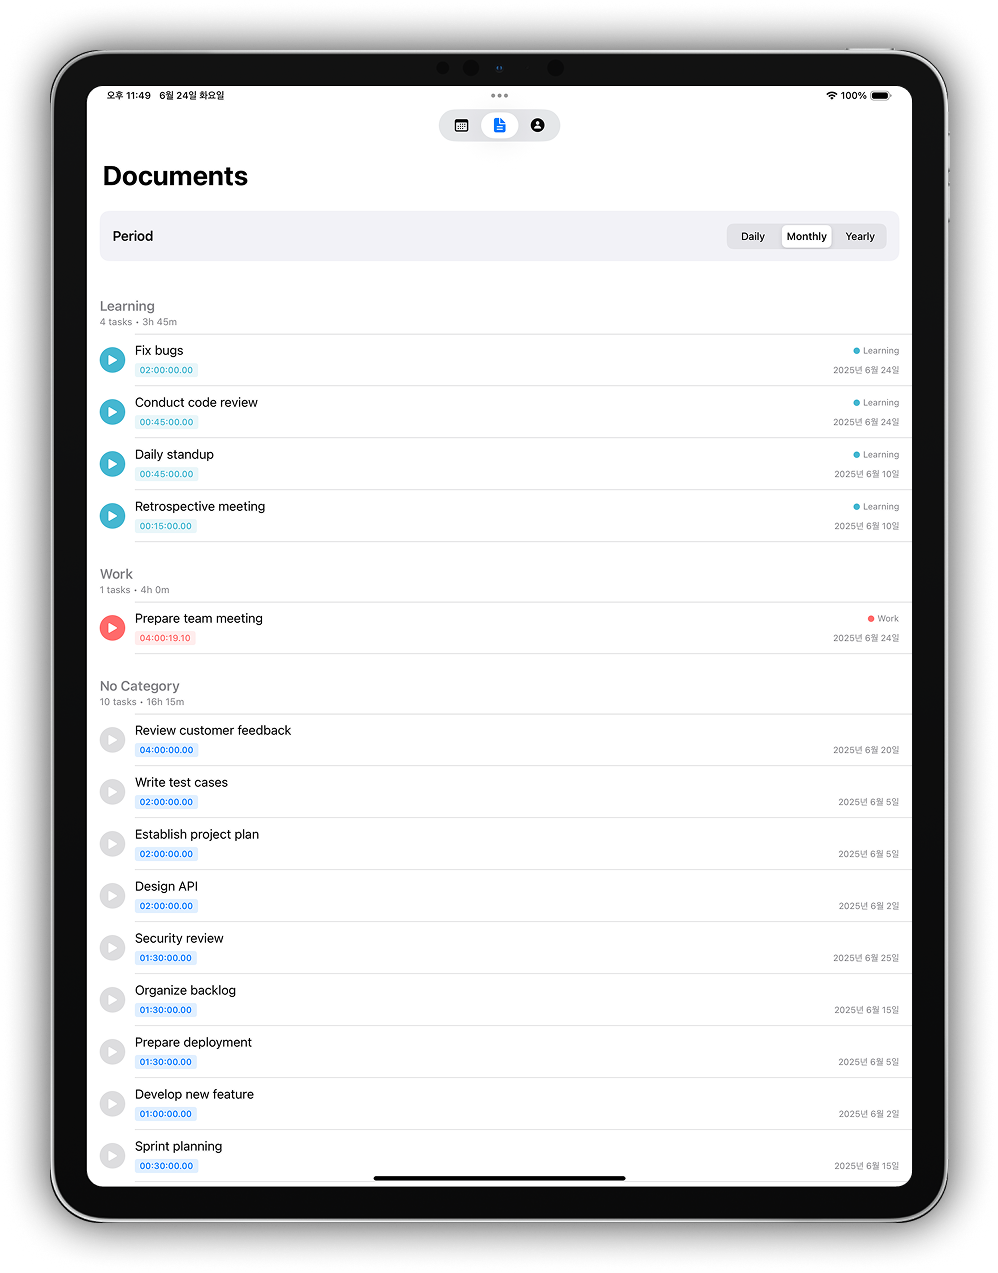 오후 11:49 6월 24일 화요일
100%
Documents
Period
Daily Monthly Yearly
Learning
4 tasks • 3h 45m
Fix bugs
Learning
02:00:00.00
2025년 6월 24일
Conduct code review
Learning
00:45:00.00
2025년 6월 24일
Daily standup
Learning
00:45:00.00
2025년 6월 10일
Retrospective meeting
Learning
00:15:00.00
2025년 6월 10일
Work
1 tasks • 4h 0m
Prepare team meeting
Work
04:00:19.10
2025년 6월 24일
No Category
10 tasks • 16h 15m
Review customer feedback
04:00:00.00
2025년 6월 20일
Write test cases
02:00:00.00
2025년 6월 5일
Establish project plan
02:00:00.00
2025년 6월 5일
Design API
02:00:00.00
2025년 6월 2일
Security review
01:30:00.00
2025년 6월 25일
Organize backlog
01:30:00.00
2025년 6월 15일
Prepare deployment
01:30:00.00
2025년 6월 5일
Develop new feature
01:00:00.00
2025년 6월 2일
Sprint planning
00:30:00.00
2025년 6월 15일